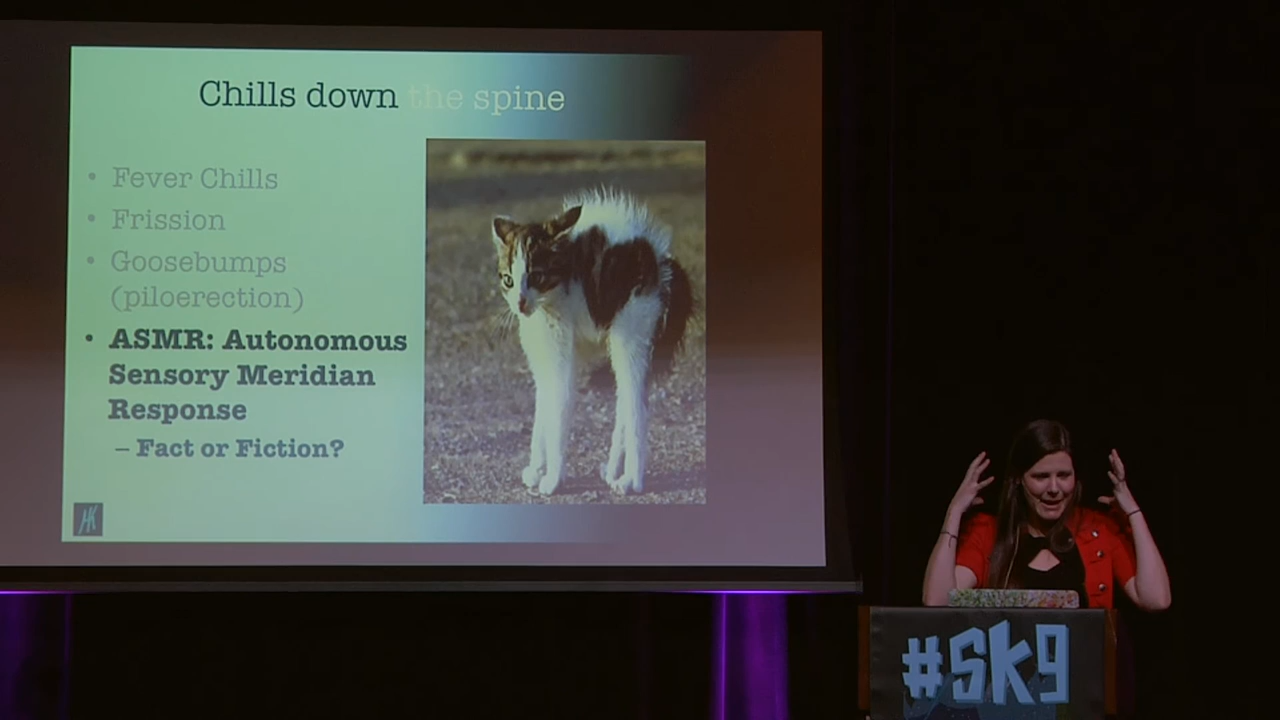 Chills down the spine
• Fever Chills
• Frission
• Goosebumps
(piloerection)
• ASMR: Autonomous
Sensory Meridian
Response
– Fact or Fiction?
HK
#SK9